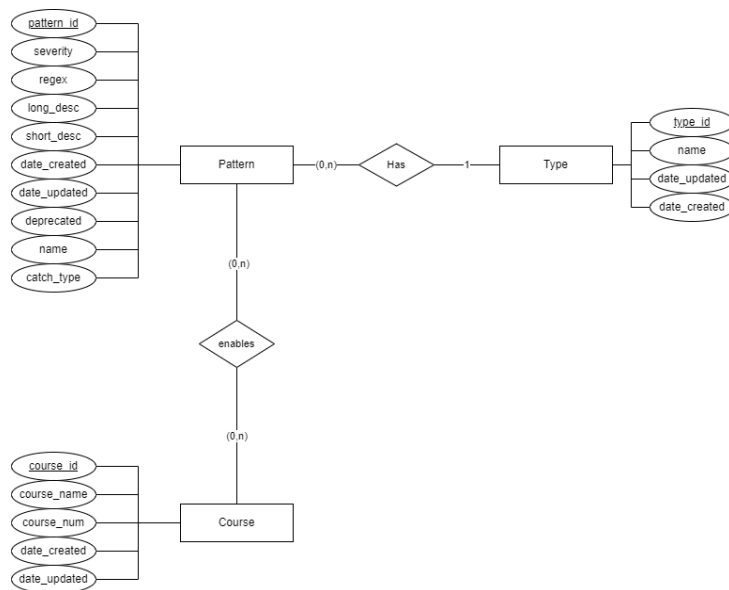 pattern_id
severity
regex
long_desc
short_desc
date_created
date_updated
deprecated
name
catch_type
Pattern
(0,n)
Has
1
Type
type_id
name
date_updated
date_created
(0,n)
enables
(0,n)
course_id
course_name
course_num
date_created
date_updated
Course